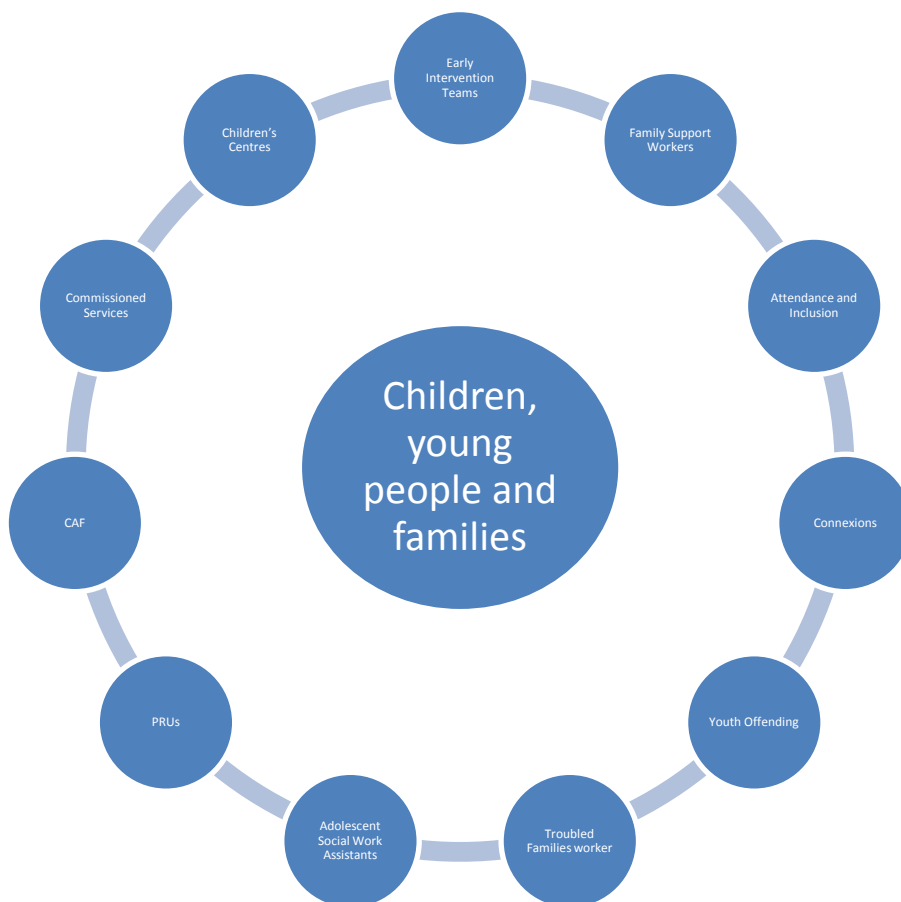 Early
Intervention
Teams
Family Support
Workers
Attendance and
Inclusion
Connexions
Youth Offending
Troubled
Families worker
Adolescent
Social Work
Assistants
PRUs
CAF
Commissioned
Services
Children’s
Centres
Children,
young
people and
families